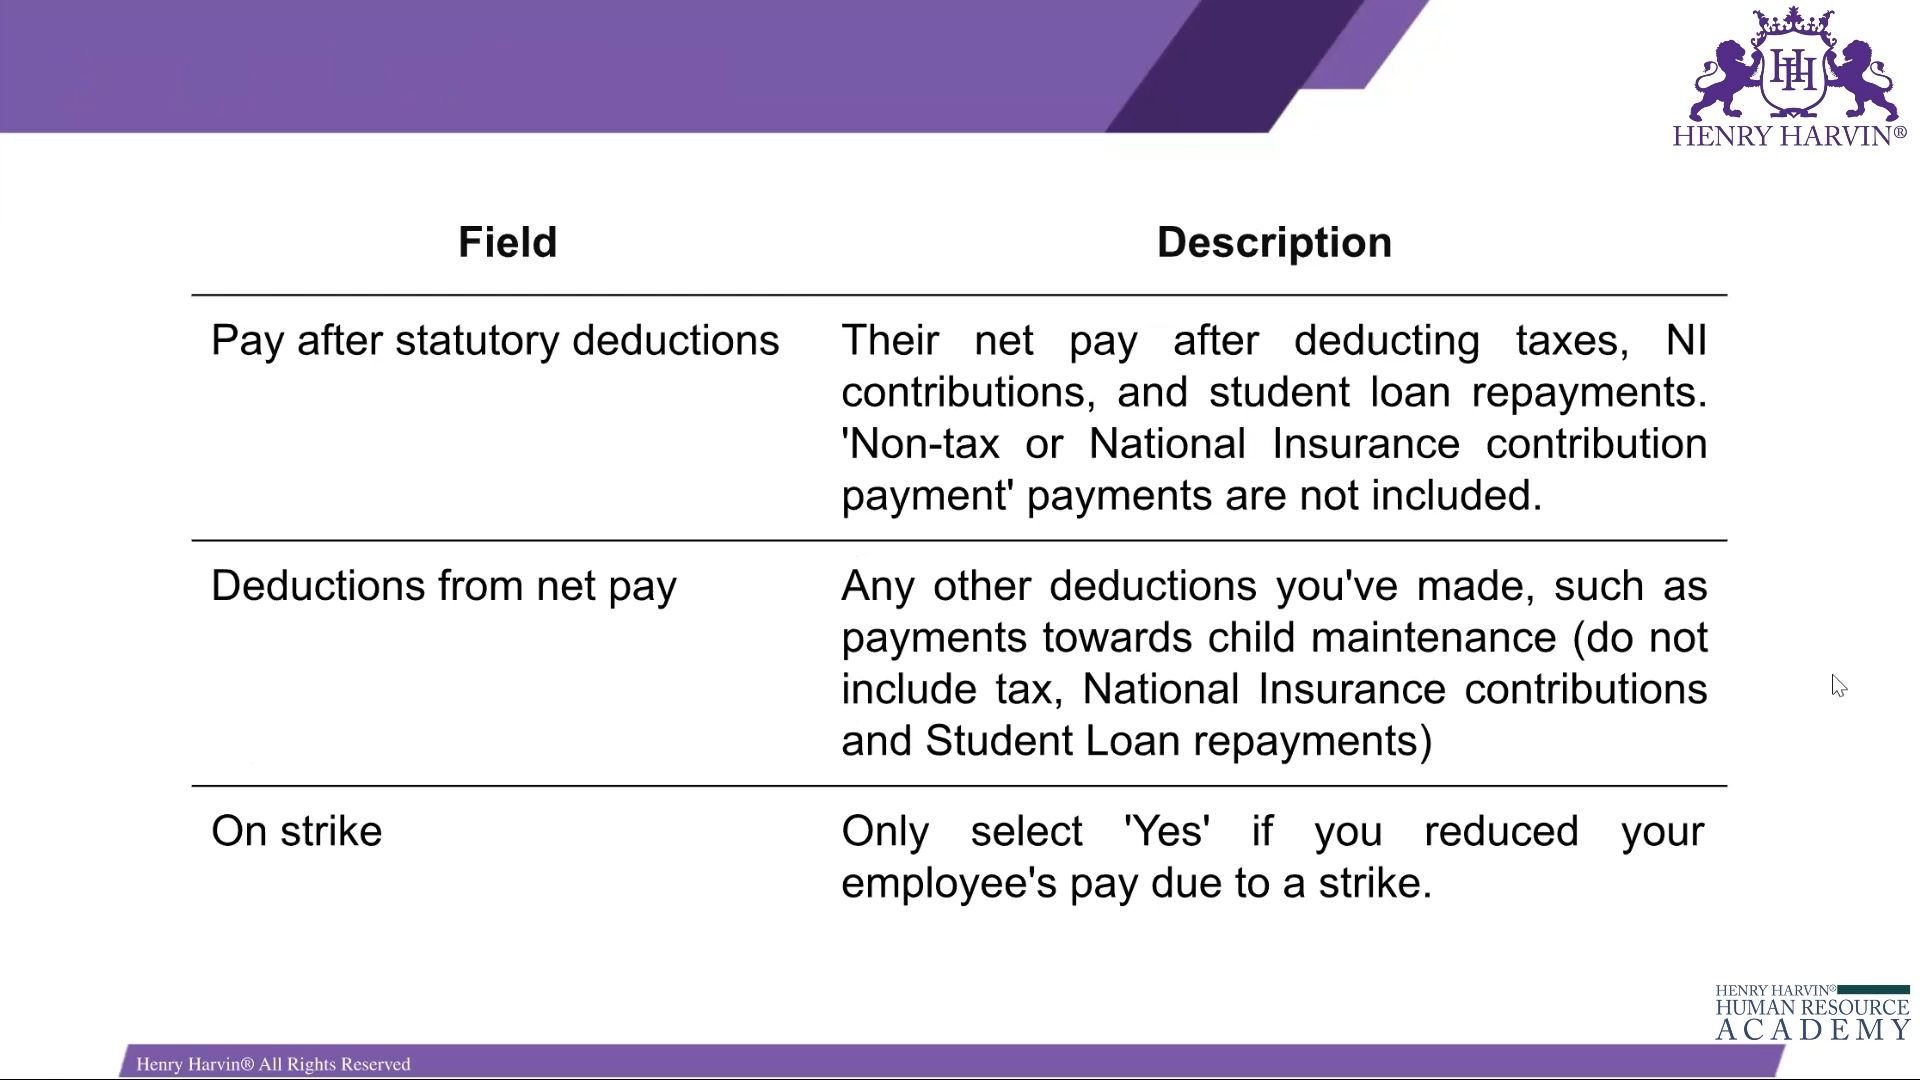 HENRY HARVIN®
Field
Description
Pay after statutory deductions
Their net pay after deducting taxes, NI
contributions, and student loan repayments.
'Non-tax or National Insurance contribution
payment' payments are not included.
Deductions from net pay
Any other deductions you've made, such as
payments towards child maintenance (do not
include tax, National Insurance contributions
and Student Loan repayments)
On strike
Only select 'Yes' if you reduced your
employee's pay due to a strike.
HENRY HARVIN®
HUMAN RESOURCE
ACADEMY
Henry Harvin® All Rights Reserved